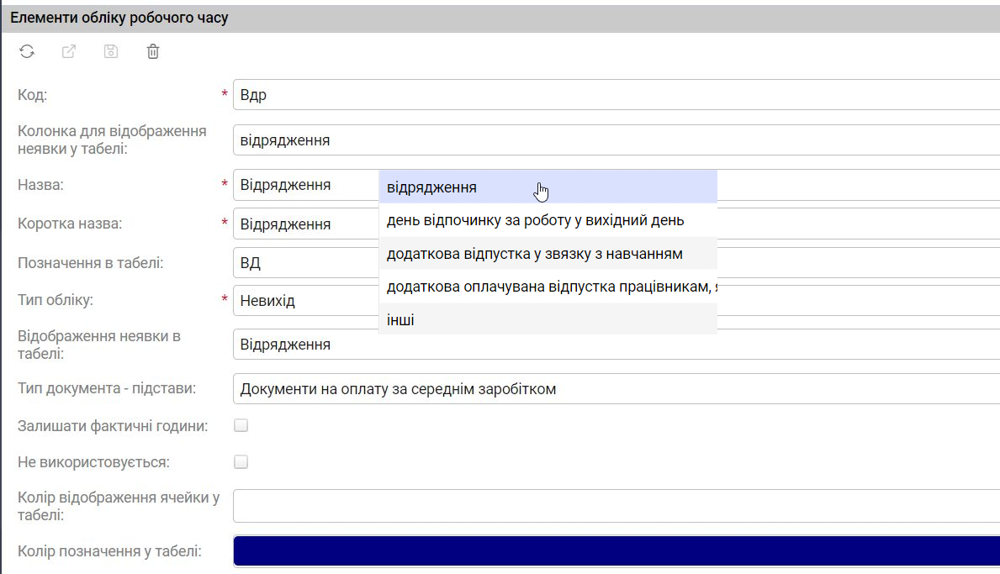 Елементи обліку робочого часу
Код:
*
Вдр
Колонка для відображення
неявки у табелі:
відрядження
Назва:
*
Відрядження
Коротка назва:
*
Відрядження
Позначення в табелі:
ВД
Тип обліку:
*
Невихід
відрядження
день відпочинку за роботу у вихідний день
додаткова відпустка у звязку з навчанням
додаткова оплачувана відпустка працівникам,
інші
Відображення неявки в
табелі:
Відрядження
Тип документа - підстави:
Документи на оплату за середнім заробітком
Залишати фактичні години:
Не використовується:
Колір відображення ячейки у
табелі:
Колір позначення у табелі: